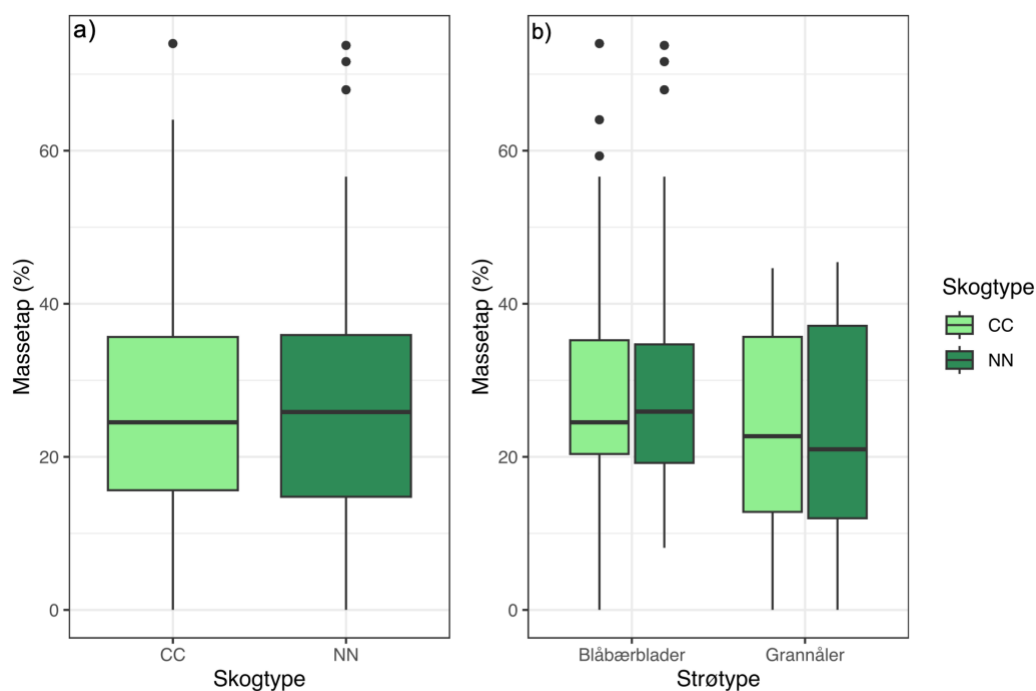 a)
Massetap (%)
60
40
20
0
CC
NN
Skogtype
b)
Massetap (%)
60
40
20
0
Blåbærblader
Grannåler
Strøtype
Skogtype
CC
NN